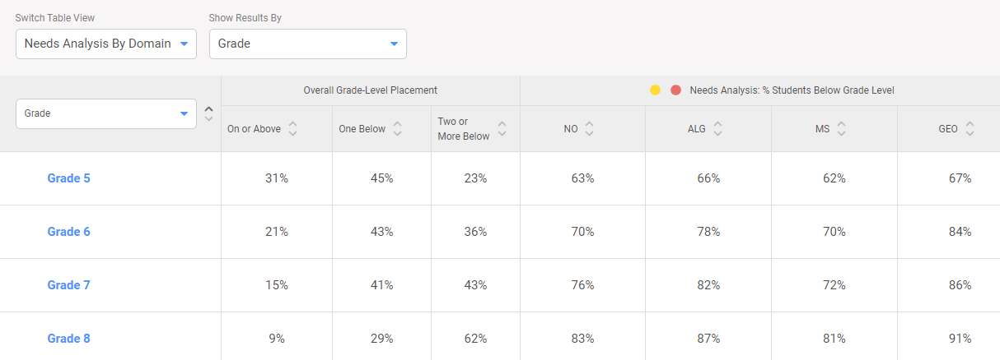 Switch Table View Show Results By
Needs Analysis By Domain Grade
Overall Grade-Level Placement Needs Analysis: % Students Below Grade Level
Grade
On or Above One Below Two or More Below NO ALG MS GEO
Grade 5 31% 45% 23% 63% 66% 62% 67%
Grade 6 21% 43% 36% 70% 78% 70% 84%
Grade 7 15% 41% 43% 76% 82% 72% 86%
Grade 8 9% 29% 62% 83% 87% 81% 91%